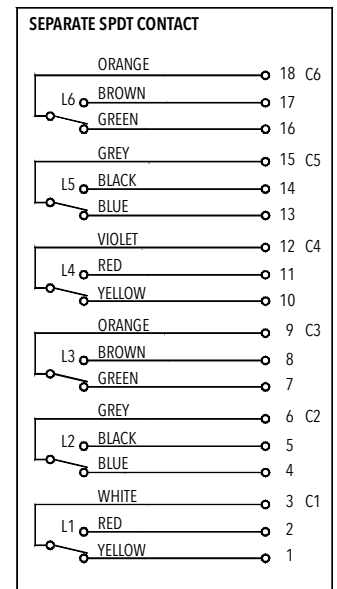 SEPARATE SPDT CONTACT
ORANGE 18 C6
L6 BROWN 17
GREEN 16
GREY 15 C5
L5 BLACK 14
BLUE 13
VIOLET 12 C4
L4 RED 11
YELLOW 10
ORANGE 9 C3
L3 BROWN 8
GREEN 7
GREY 6 C2
L2 BLACK 5
BLUE 4
WHITE 3 C1
L1 RED 2
YELLOW 1